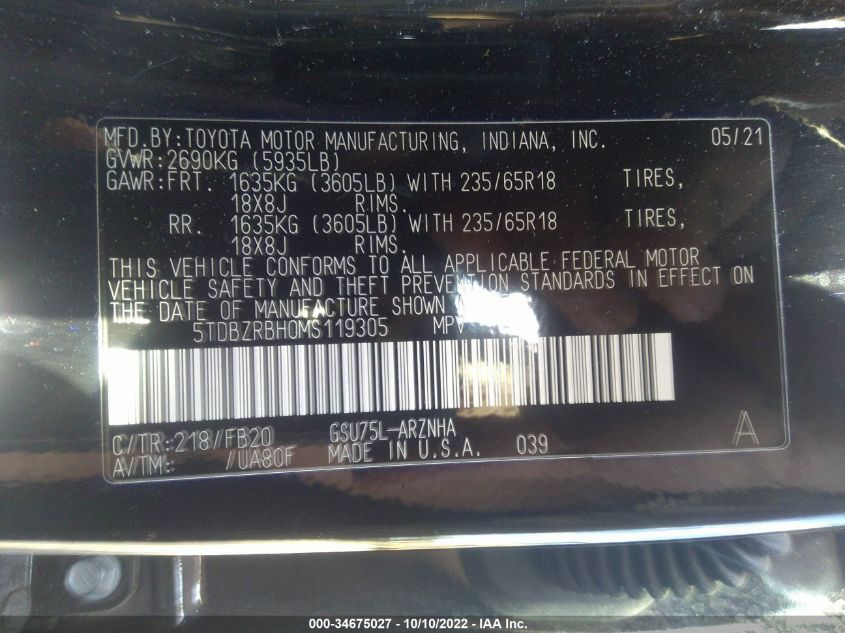 MFD.BY:TOYOTA MOTOR MANUFACTURING, INDIANA, INC. 05/21
GVWR:2690KG (5935LB)
GAWR:FRT. 1635KG (3605LB) WITH 235/65R18 TIRES,
18X8J RIMS.
RR. 1635KG (3605LB) WITH 235/65R18 TIRES,
18X8J RIMS.
THIS VEHICLE CONFORMS TO ALL APPLICABLE FEDERAL MOTOR
VEHICLE SAFETY AND THEFT PREVENTION STANDARDS IN EFFECT ON
THE DATE OF MANUFACTURE SHOWN
5TDBZRBH0MS119305 MPV
C/TR:218//FB20 GSU75L-ARZNHA
AV/TM: //UA80F MADE IN U.S.A. 039 A
000-34675027 - 10/10/2022 - IAA Inc.